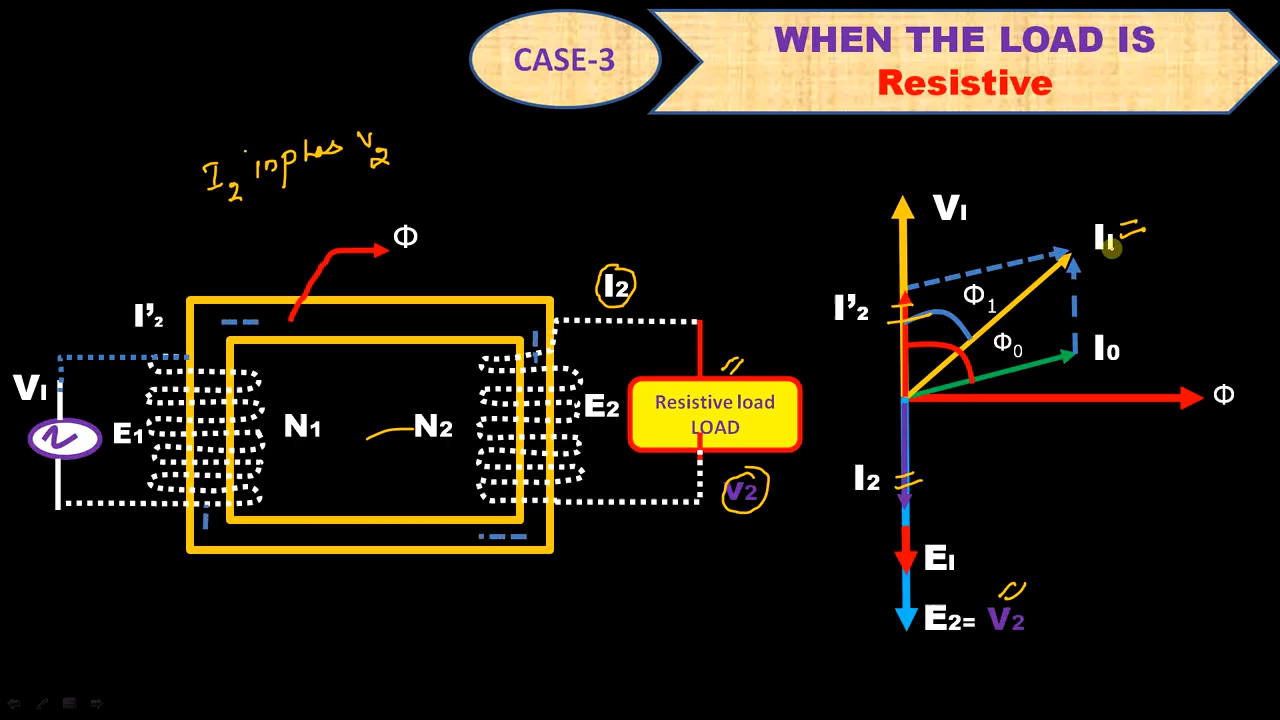 CASE-3
WHEN THE LOAD IS
Resistive
I2 inphas V2
Φ
I'2
I2
V1
E1
N1
N2
E2
Resistive load
LOAD
V2
V1
I1
Φ1
I'2
Φ0
I0
Φ
I2
E1
E2= V2